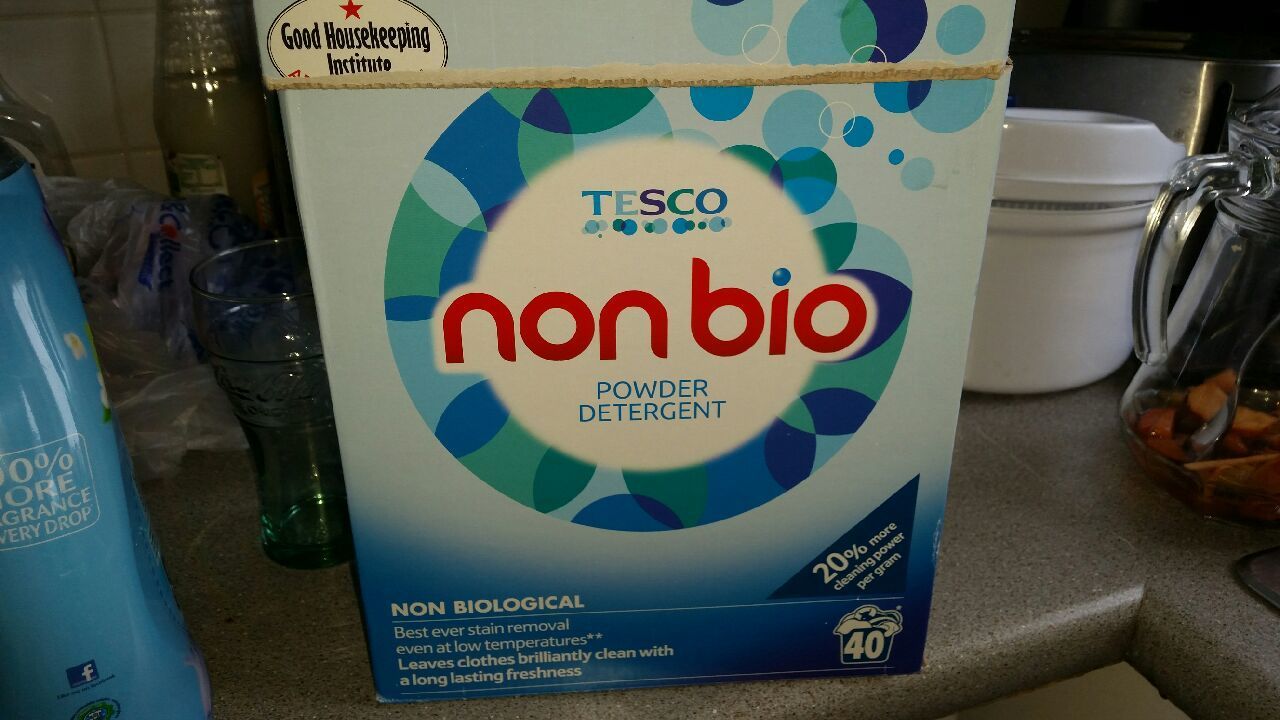 Good Housekeeping
Institute
TESCO
non bio
POWDER
DETERGENT
20% more
cleaning power
per gram
NON BIOLOGICAL
Best ever stain removal
even at low temperatures**
Leaves clothes brilliantly clean with
a long lasting freshness
40
*
00%
MORE
AGRANCE
VERY DROP
f